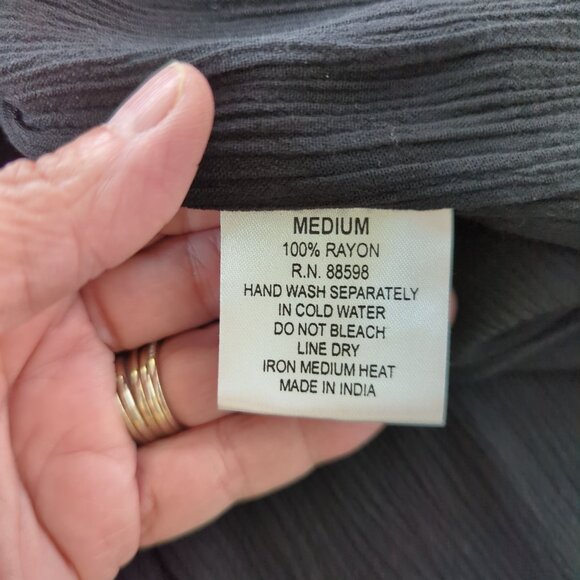 MEDIUM
100% RAYON
R.N. 88598
HAND WASH SEPARATELY
IN COLD WATER
DO NOT BLEACH
LINE DRY
IRON MEDIUM HEAT
MADE IN INDIA